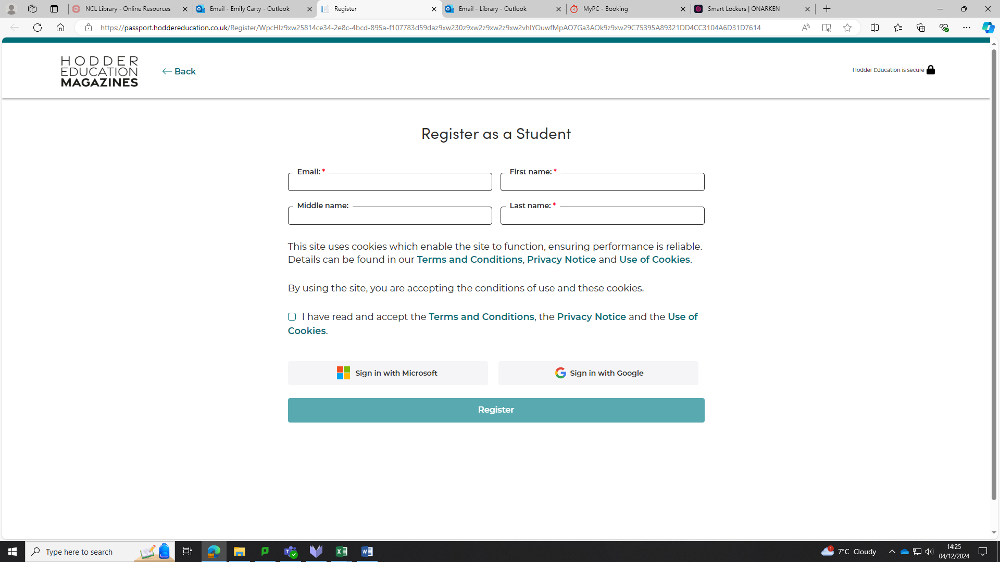 NCL Library - Online Resources
Email - Emily Carty - Outlook
Register
Email - Library - Outlook
MyPC - Booking
Smart Lockers | ONARKEN
https://passport.hoddereducation.co.uk/Register/WpcHIz9xw25814ce34-2e8c-4bcd-895a-f107783d59daz9xw230z9xw2z9xw2z9xw2vhIYOuwfMpAO7Ga3AOk9z9xw29C75395A89321DD4CC3104A6D31D7614
HODDER
EDUCATION
MAGAZINES
Back
Hodder Education is secure
Register as a Student
Email: *
First name: *
Middle name:
Last name: *
This site uses cookies which enable the site to function, ensuring performance is reliable.
Details can be found in our Terms and Conditions, Privacy Notice and Use of Cookies.
By using the site, you are accepting the conditions of use and these cookies.
I have read and accept the Terms and Conditions, the Privacy Notice and the Use of
Cookies.
Sign in with Microsoft
Sign in with Google
Register
Type here to search
1
7°C Cloudy
14:25
04/12/2024